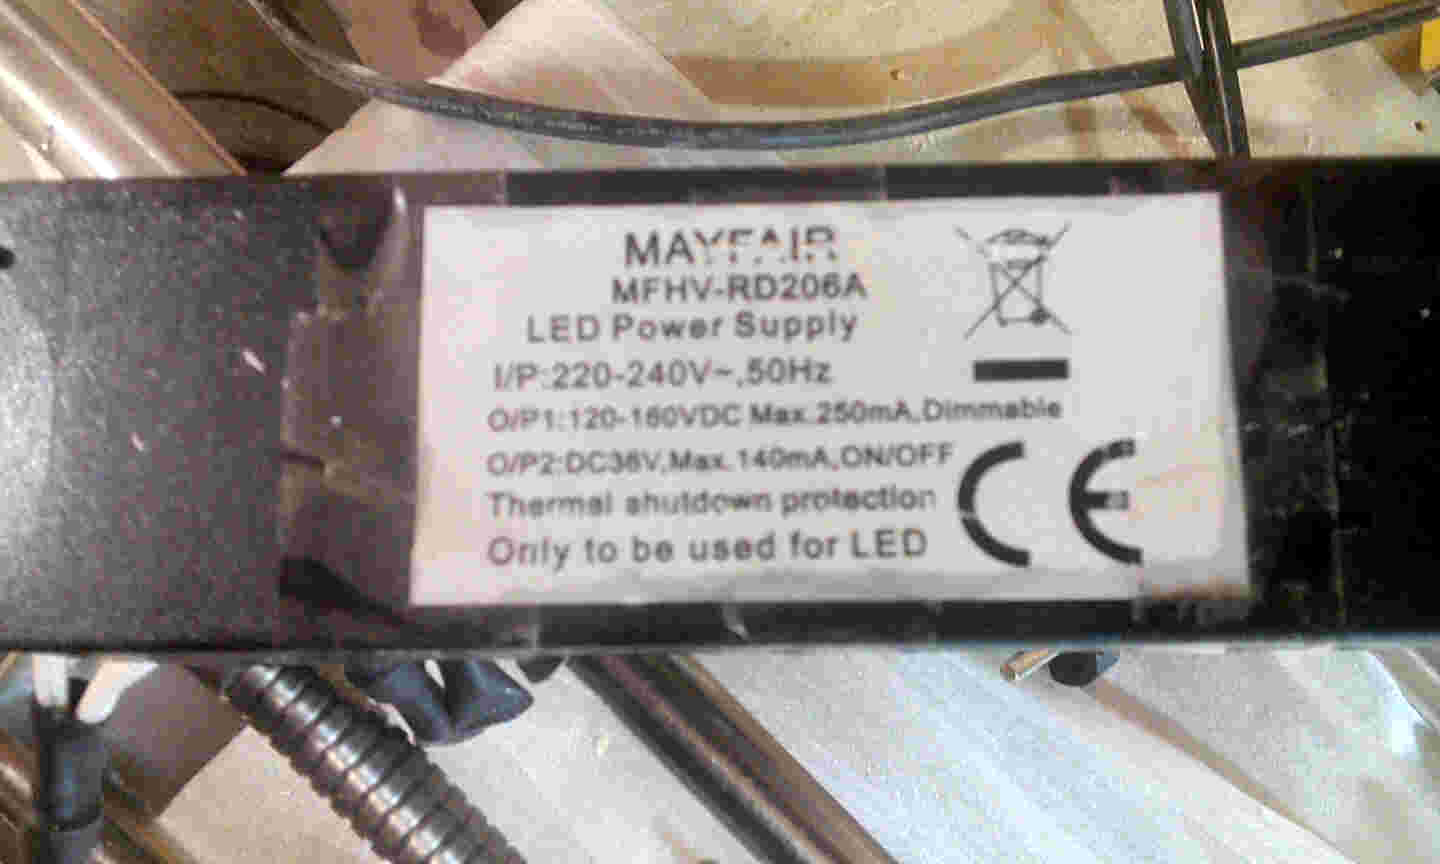 MAYFAIR
MFHV-RD206A
LED Power Supply
I/P:220-240V~,50Hz
O/P1:120-160VDC Max.250mA,Dimmable
O/P2:DC36V,Max.140mA,ON/OFF
Thermal shutdown protection
Only to be used for LED
CE